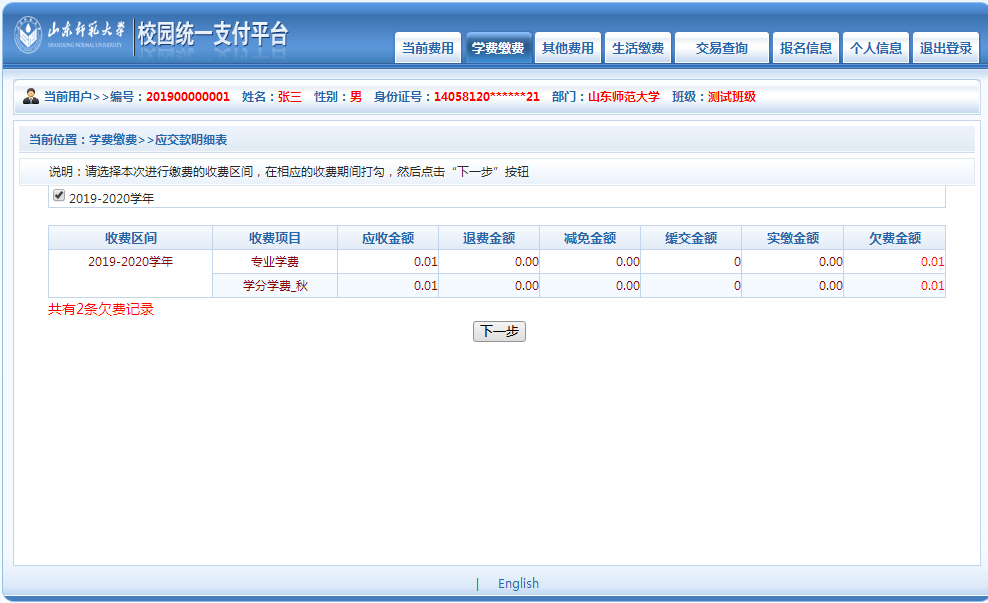 山东师范大学 SHANDONG NORMAL UNIVERSITY 校园统一支付平台
当前费用 学费缴费 其他费用 生活缴费 交易查询 报名信息 个人信息 退出登录
当前用户>>编号：201900000001 姓名：张三 性别：男 身份证号：14058120******21 部门：山东师范大学 班级：测试班级
当前位置：学费缴费>>应交款明细表
说明：请选择本次进行缴费的收费区间，在相应的收费期间打勾，然后点击“下一步”按钮
2019-2020学年
收费区间 收费项目 应收金额 退费金额 减免金额 缓交金额 实缴金额 欠费金额
2019-2020学年 专业学费 0.01 0.00 0.00 0 0.00 0.01
学分学费_秋 0.01 0.00 0.00 0 0.00 0.01
共有2条欠费记录
下一步
| English